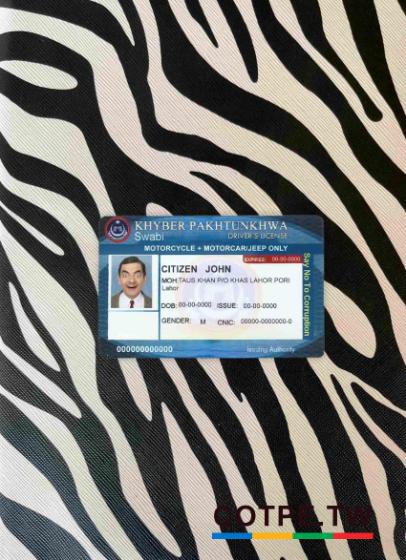 KHYBER PAKHTUNKHWA
Swabi DRIVER'S LICENSE
MOTORCYCLE + MOTORCAR/JEEP ONLY
EXPIRES: 00-00-0000
CITIZEN JOHN
MOH:TAUS KHAN P/O KHAS LAHOR PORI
Lahor
DOB: 00-00-0000 ISSUE: 00-00-0000
GENDER: M CNIC: 00000-0000000-0
Say No To Corruption
000000000000 Issuing Authority
GOTPE.TW